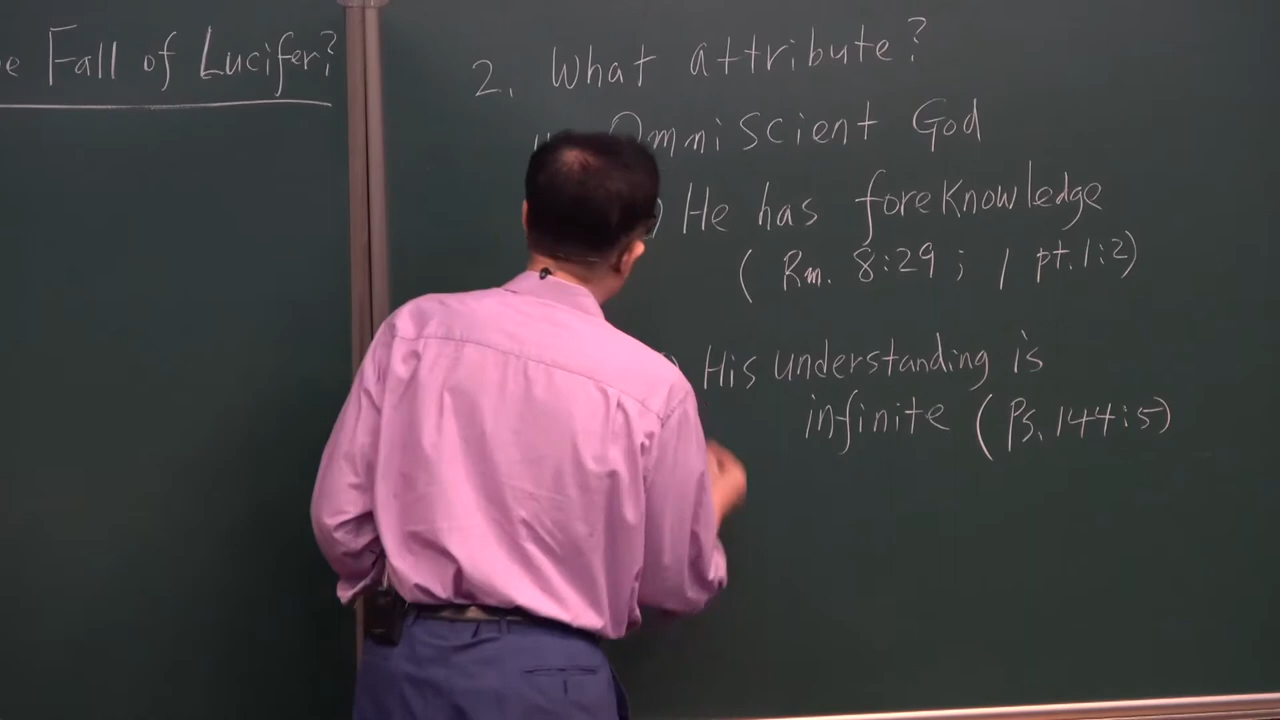 Fall of Lucifer?
2. What attribute?
Omniscient God
He has foreknowledge
( Rm. 8:29 ; 1 pt. 1:2)
His understanding is
infinite (Ps. 144:5)